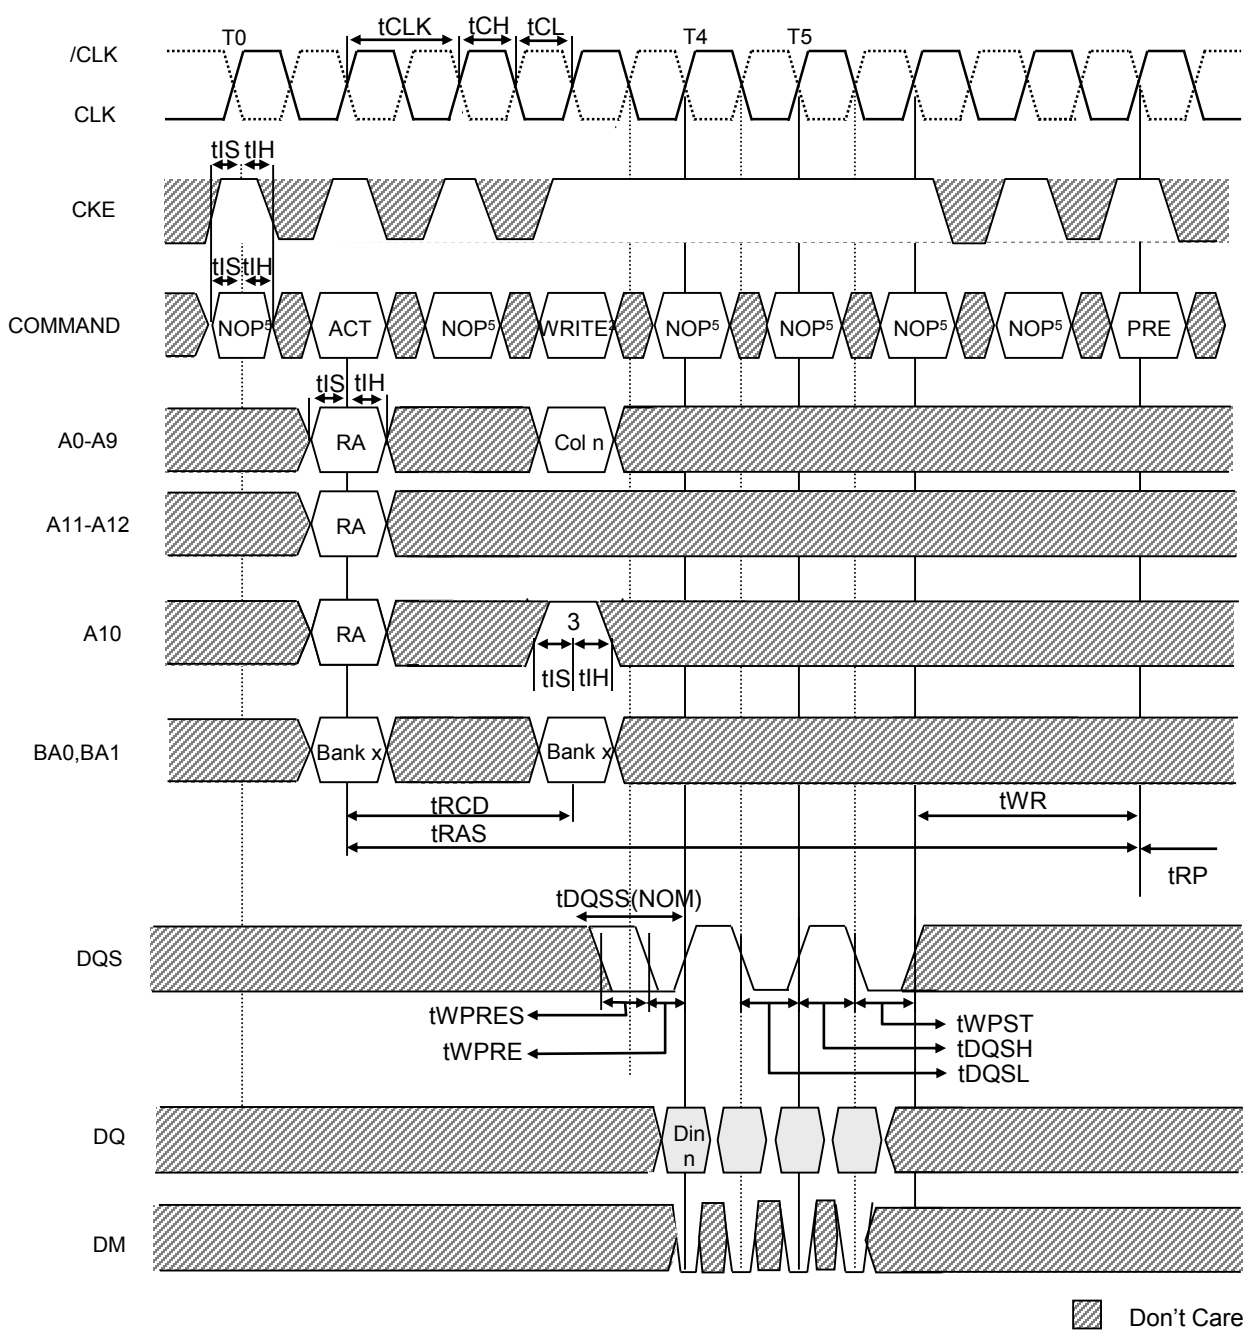 T0 tCLK tCH tCL T4 T5
/CLK
CLK
tIS tIH
CKE
tIS tIH
COMMAND NOP5 ACT NOP5 WRITE2 NOP5 NOP5 NOP5 NOP5 PRE
tIS tIH
A0-A9 RA Col n
A11-A12 RA
A10 RA 3
tIS tIH
BA0,BA1 Bank x Bank x
tRCD tWR
tRAS
tRP
tDQSS(NOM)
DQS
tWPRES tWPST
tWPRE tDQSH
tDQSL
DQ Din
n
DM
Don't Care